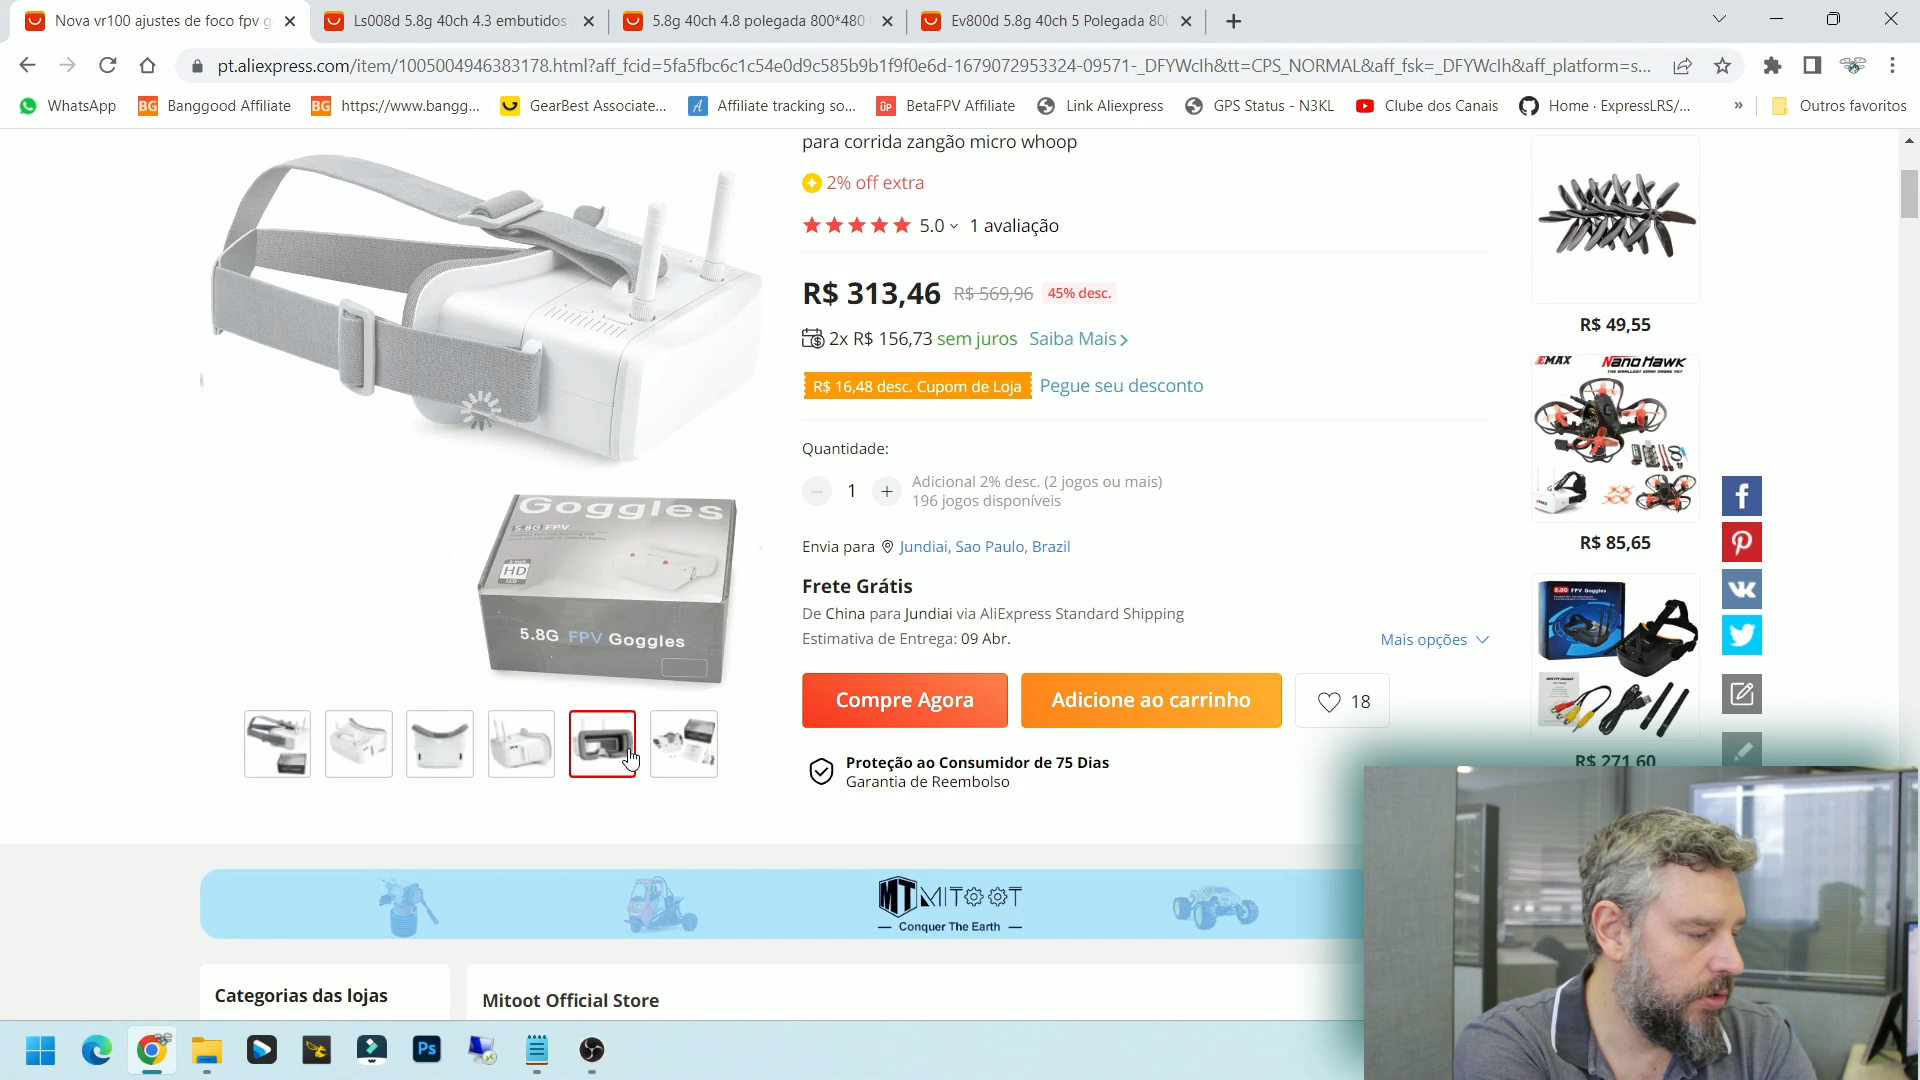 Nova vr100 ajustes de foco fpv g
Ls008d 5.8g 40ch 4.3 embutidos
5.8g 40ch 4.8 polegada 800*480
Ev800d 5.8g 40ch 5 Polegada 800
pt.aliexpress.com/item/1005004946383178.html?aff_fcid=5fa5fbc6c1c54e0d9c585b9b1f9f0e6d-1679072953324-09571-_DFYWclh&tt=CPS_NORMAL&aff_fsk=_DFYWclh&aff_platform=s...
WhatsApp
BG Banggood Affiliate
BG https://www.bangg...
GearBest Associate...
Affiliate tracking so...
BetaFPV Affiliate
Link Aliexpress
GPS Status - N3KL
Clube dos Canais
Home · ExpressLRS/...
»
Outros favoritos
para corrida zangão micro whoop
2% off extra
5.0 1 avaliação
R$ 313,46 R$ 569,96 45% desc.
2x R$ 156,73 sem juros Saiba Mais
R$ 16,48 desc. Cupom de Loja Pegue seu desconto
Quantidade:
1
Adicional 2% desc. (2 jogos ou mais)
196 jogos disponíveis
Envia para Jundiai, Sao Paulo, Brazil
Frete Grátis
De China para Jundiai via AliExpress Standard Shipping
Estimativa de Entrega: 09 Abr.
Mais opções
Compre Agora
Adicione ao carrinho
18
Proteção ao Consumidor de 75 Dias
Garantia de Reembolso
Goggles
5.8G FPV
HD
LCD
5.8G FPV Goggles
R$ 49,55
EMAX NanoHawk
R$ 85,65
5.8G FPV Goggles
R$ 271,60
MT MITOOT
Conquer The Earth
Categorias das lojas
Mitoot Official Store
Ps